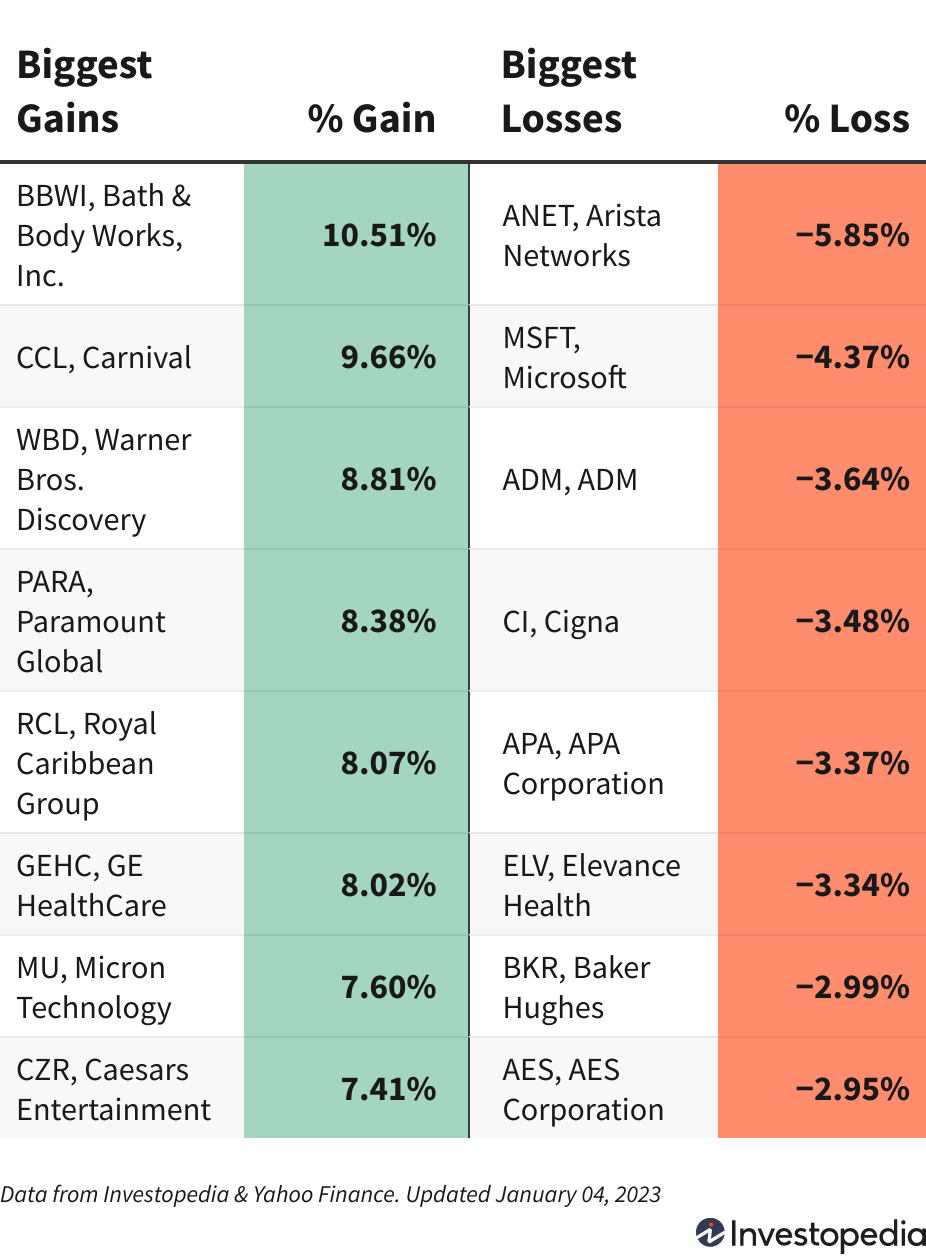 Biggest
Gains
% Gain
Biggest
Losses
% Loss
BBWI, Bath &
Body Works,
Inc.
10.51%
ANET, Arista
Networks
−5.85%
CCL, Carnival
9.66%
MSFT,
Microsoft
−4.37%
WBD, Warner
Bros.
Discovery
8.81%
ADM, ADM
−3.64%
PARA,
Paramount
Global
8.38%
CI, Cigna
−3.48%
RCL, Royal
Caribbean
Group
8.07%
APA, APA
Corporation
−3.37%
GEHC, GE
HealthCare
8.02%
ELV, Elevance
Health
−3.34%
MU, Micron
Technology
7.60%
BKR, Baker
Hughes
−2.99%
CZR, Caesars
Entertainment
7.41%
AES, AES
Corporation
−2.95%
Data from Investopedia & Yahoo Finance. Updated January 04, 2023
Investopedia